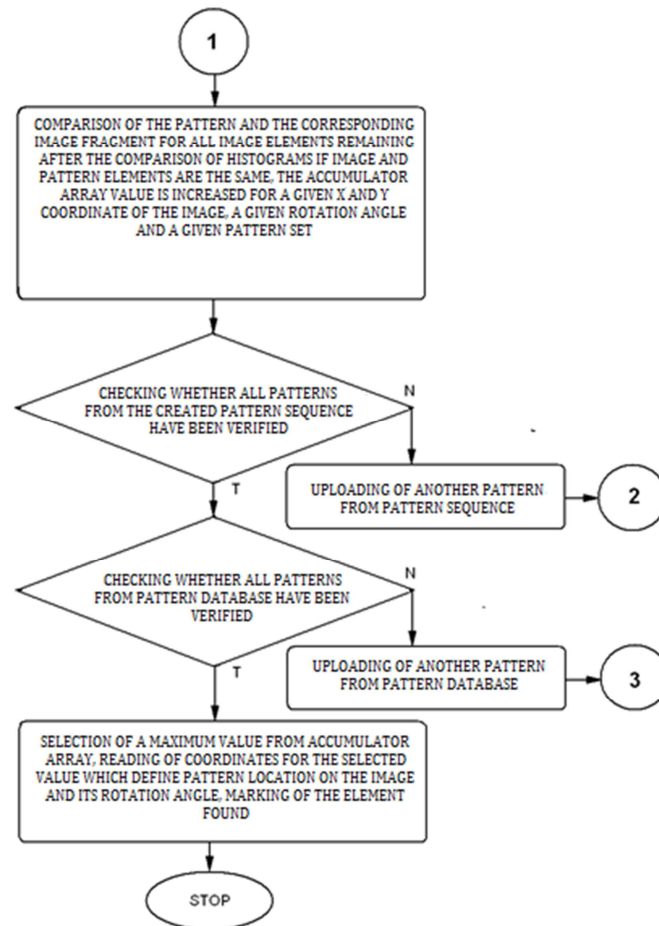 1
COMPARISON OF THE PATTERN AND THE CORRESPONDING
IMAGE FRAGMENT FOR ALL IMAGE ELEMENTS REMAINING
AFTER THE COMPARISON OF HISTOGRAMS IF IMAGE AND
PATTERN ELEMENTS ARE THE SAME, THE ACCUMULATOR
ARRAY VALUE IS INCREASED FOR A GIVEN X AND Y
COORDINATE OF THE IMAGE, A GIVEN ROTATION ANGLE
AND A GIVEN PATTERN SET
CHECKING WHETHER ALL PATTERNS
FROM THE CREATED PATTERN SEQUENCE
HAVE BEEN VERIFIED
N
T
UPLOADING OF ANOTHER PATTERN
FROM PATTERN SEQUENCE
2
CHECKING WHETHER ALL PATTERNS
FROM PATTERN DATABASE HAVE BEEN
VERIFIED
N
T
UPLOADING OF ANOTHER PATTERN
FROM PATTERN DATABASE
3
SELECTION OF A MAXIMUM VALUE FROM ACCUMULATOR
ARRAY, READING OF COORDINATES FOR THE SELECTED
VALUE WHICH DEFINE PATTERN LOCATION ON THE IMAGE
AND ITS ROTATION ANGLE, MARKING OF THE ELEMENT
FOUND
STOP